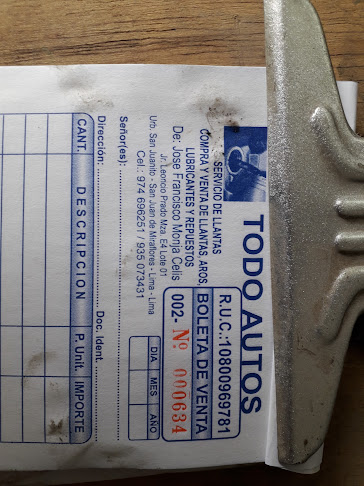 TODO AUTOS
SERVICIO DE LLANTAS
COMPRA Y VENTA DE LLANTAS, AROS,
LUBRICANTES Y REPUESTOS
De: Jose Francisco Monja Celis
Jr. Leoncio Prado Mza. E4 Lote 01
Urb. San Juanito - San Juan de Miraflores - Lima - Lima
Cel.: 974 696251 / 935 073431
R.U.C.:10800969781
BOLETA DE VENTA
002- Nº 000634
DIA MES AÑO
Señor(es):
Dirección: Doc. Ident.
CANT. DESCRIPCION P. Unit. IMPORTE